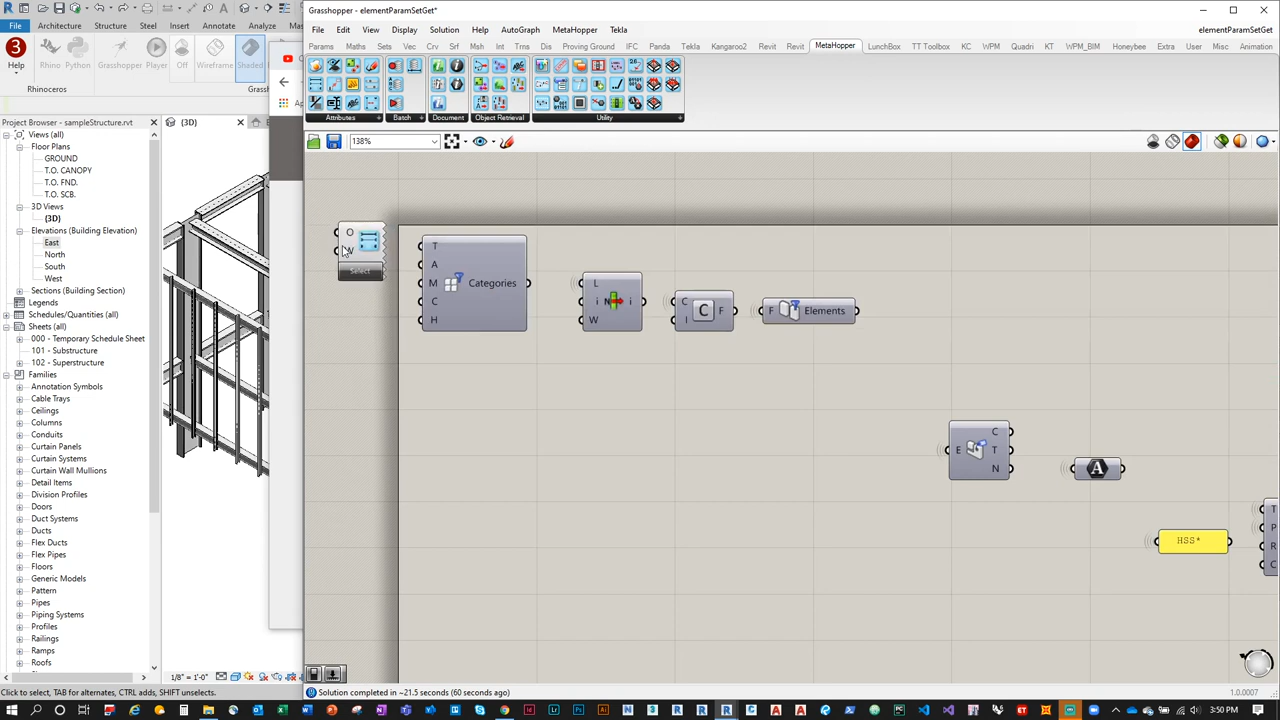 Grasshopper - elementParamSetGet*
File Architecture Structure Steel Insert Annotate Analyze Mas
File Edit View Display Solution Help AutoGraph MetaHopper Tekla
elementParamSetGet
Params Maths Sets Vec Crv Srf Msh Int Trns Dis Proving Ground IFC Panda Tekla Kangaroo2 Revit Revit MetaHopper LunchBox TT Toolbox KC WPM Quadri KT WPM_BIM Honeybee Extra User Misc Animation
Help
Rhino Python Grasshopper Player Off Wireframe Shaded
Rhinoceros
Grassh
Attributes Batch Document Object Retrieval Utility
Project Browser - sampleStructure.rvt
(3D)
138%
Views (all)
Floor Plans
GROUND
T.O. CANOPY
T.O. FND.
T.O. SCB.
3D Views
(3D)
Elevations (Building Elevation)
East
North
South
West
Sections (Building Section)
Legends
Schedules/Quantities (all)
Sheets (all)
000 - Temporary Schedule Sheet
101 - Substructure
102 - Superstructure
Families
Annotation Symbols
Cable Trays
Ceilings
Columns
Conduits
Curtain Panels
Curtain Wall Mullions
Detail Items
Division Profiles
Doors
Duct Systems
Ducts
Flex Ducts
Flex Pipes
Floors
Generic Models
Pattern
Pipes
Piping Systems
Profiles
Railings
Ramps
Roofs
O
W
Select
T
A
M
C
H
Categories
L
i
W
N
i
C
I
C
F
F
Elements
E
C
T
N
A
HSS*
T
P
R
C
1/8" = 1'-0"
Click to select, TAB for alternates, CTRL adds, SHIFT unselects.
Solution completed in ~21.5 seconds (60 seconds ago)
1.0.0007
3:50 PM